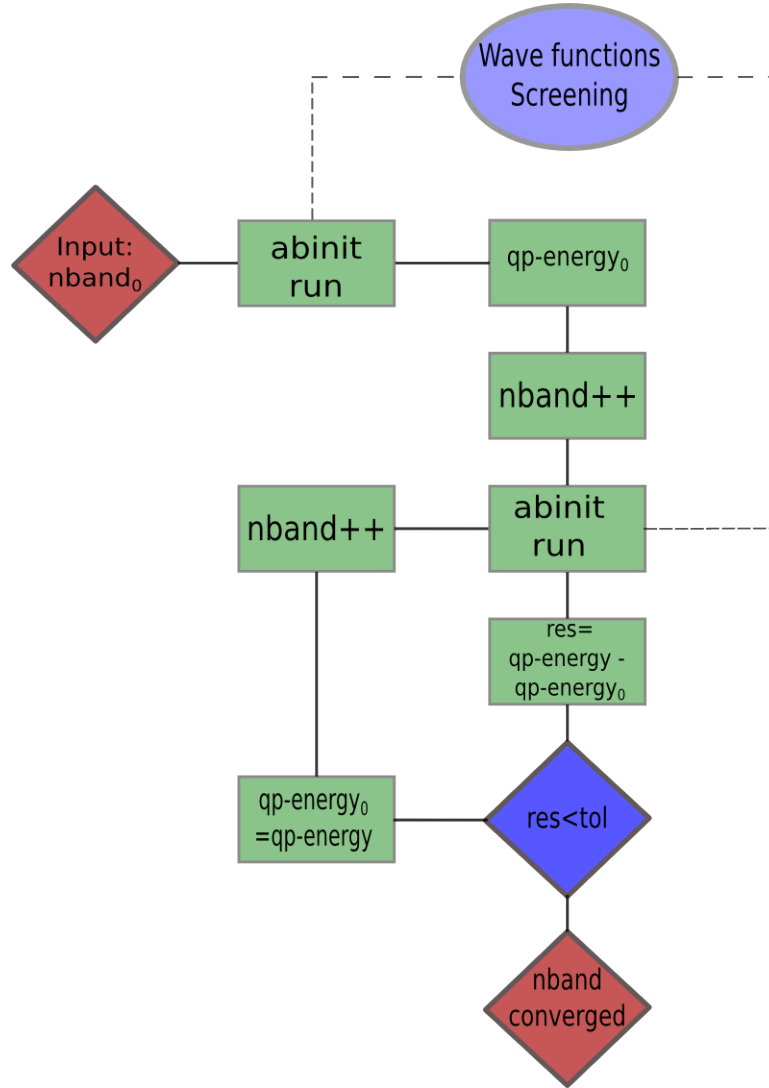 Wave functions
Screening
Input:
nband₀
abinit
run
qp-energy₀
nband++
nband++
abinit
run
res=
qp-energy -
qp-energy₀
qp-energy₀
=qp-energy
res<tol
nband
converged